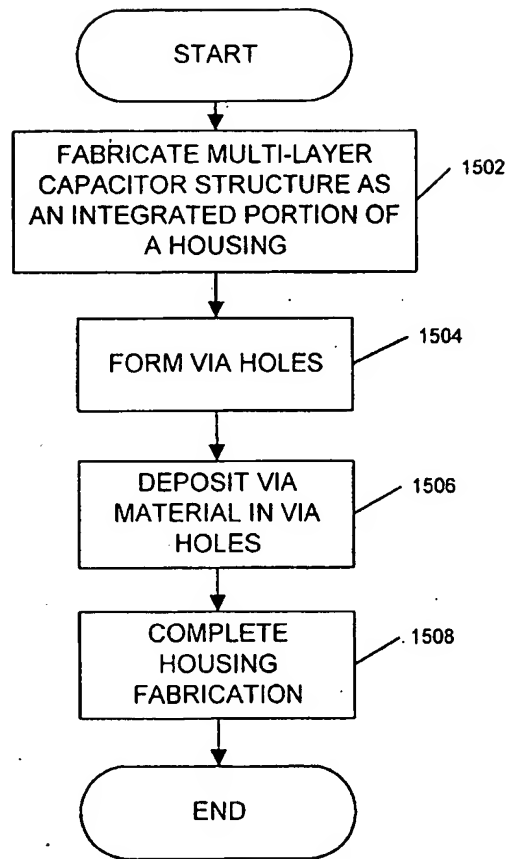 START
FABRICATE MULTI-LAYER
CAPACITOR STRUCTURE AS
AN INTEGRATED PORTION OF
A HOUSING
1502
FORM VIA HOLES
1504
DEPOSIT VIA
MATERIAL IN VIA
HOLES
1506
COMPLETE
HOUSING
FABRICATION
1508
END